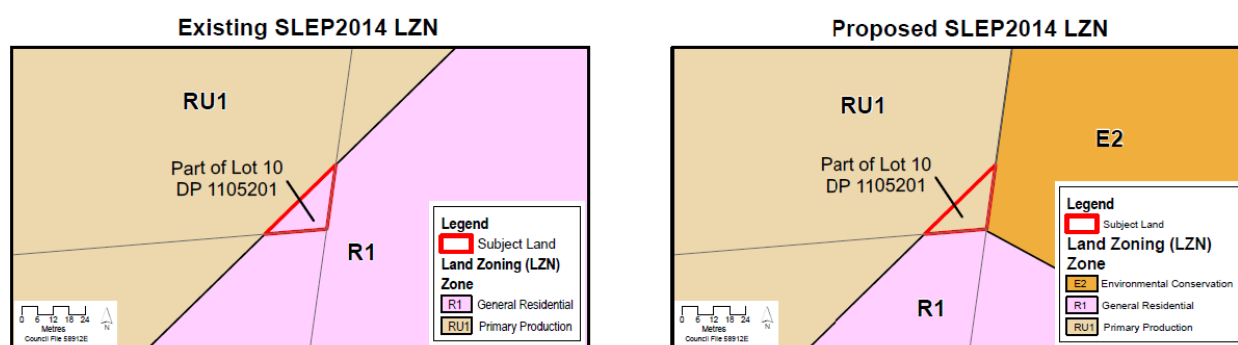 Existing SLEP2014 LZN
RU1
Part of Lot 10
DP 1105201
R1
Legend
Subject Land
Land Zoning (LZN)
Zone
R1 General Residential
RU1 Primary Production
0 6 12 18 24
Metres
Council File 58912E
N
Proposed SLEP2014 LZN
RU1
E2
Part of Lot 10
DP 1105201
R1
Legend
Subject Land
Land Zoning (LZN)
Zone
E2 Environmental Conservation
R1 General Residential
RU1 Primary Production
0 6 12 18 24
Metres
Council File 58912E
N